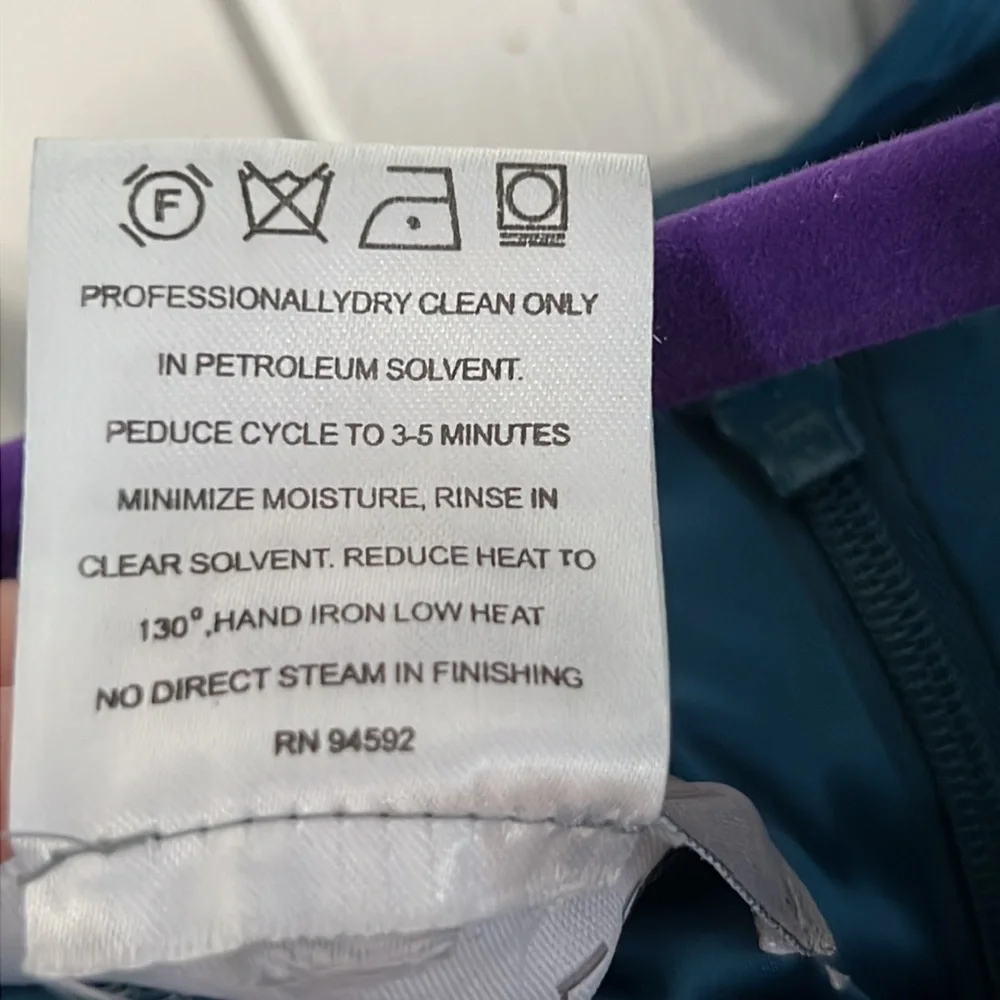 F
PROFESSIONALLYDRY CLEAN ONLY
IN PETROLEUM SOLVENT.
PEDUCE CYCLE TO 3-5 MINUTES
MINIMIZE MOISTURE, RINSE IN
CLEAR SOLVENT. REDUCE HEAT TO
130°,HAND IRON LOW HEAT
NO DIRECT STEAM IN FINISHING
RN 94592